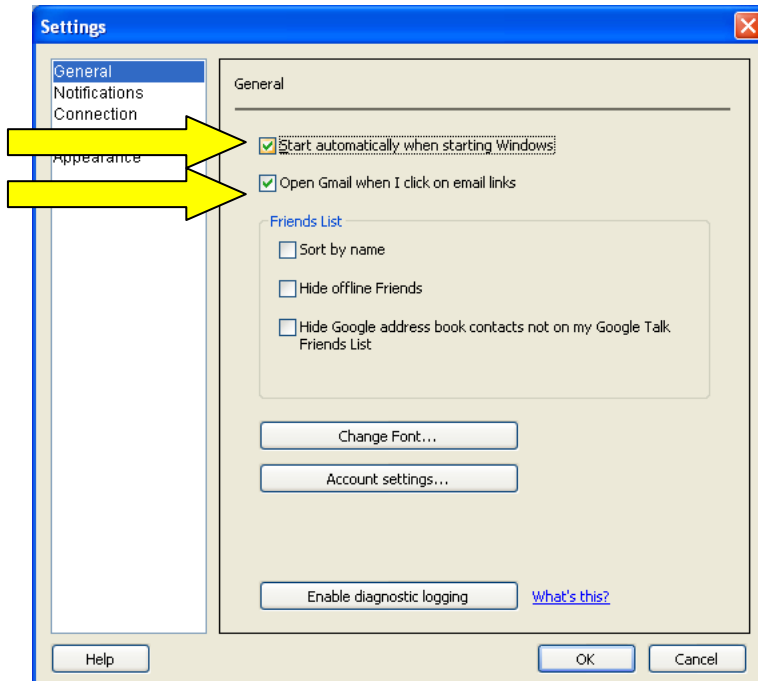 Settings
General
Notifications
Connection
Appearance
General
Start automatically when starting Windows
Open Gmail when I click on email links
Friends List
Sort by name
Hide offline Friends
Hide Google address book contacts not on my Google Talk
Friends List
Change Font...
Account settings...
Enable diagnostic logging
What's this?
Help
OK
Cancel